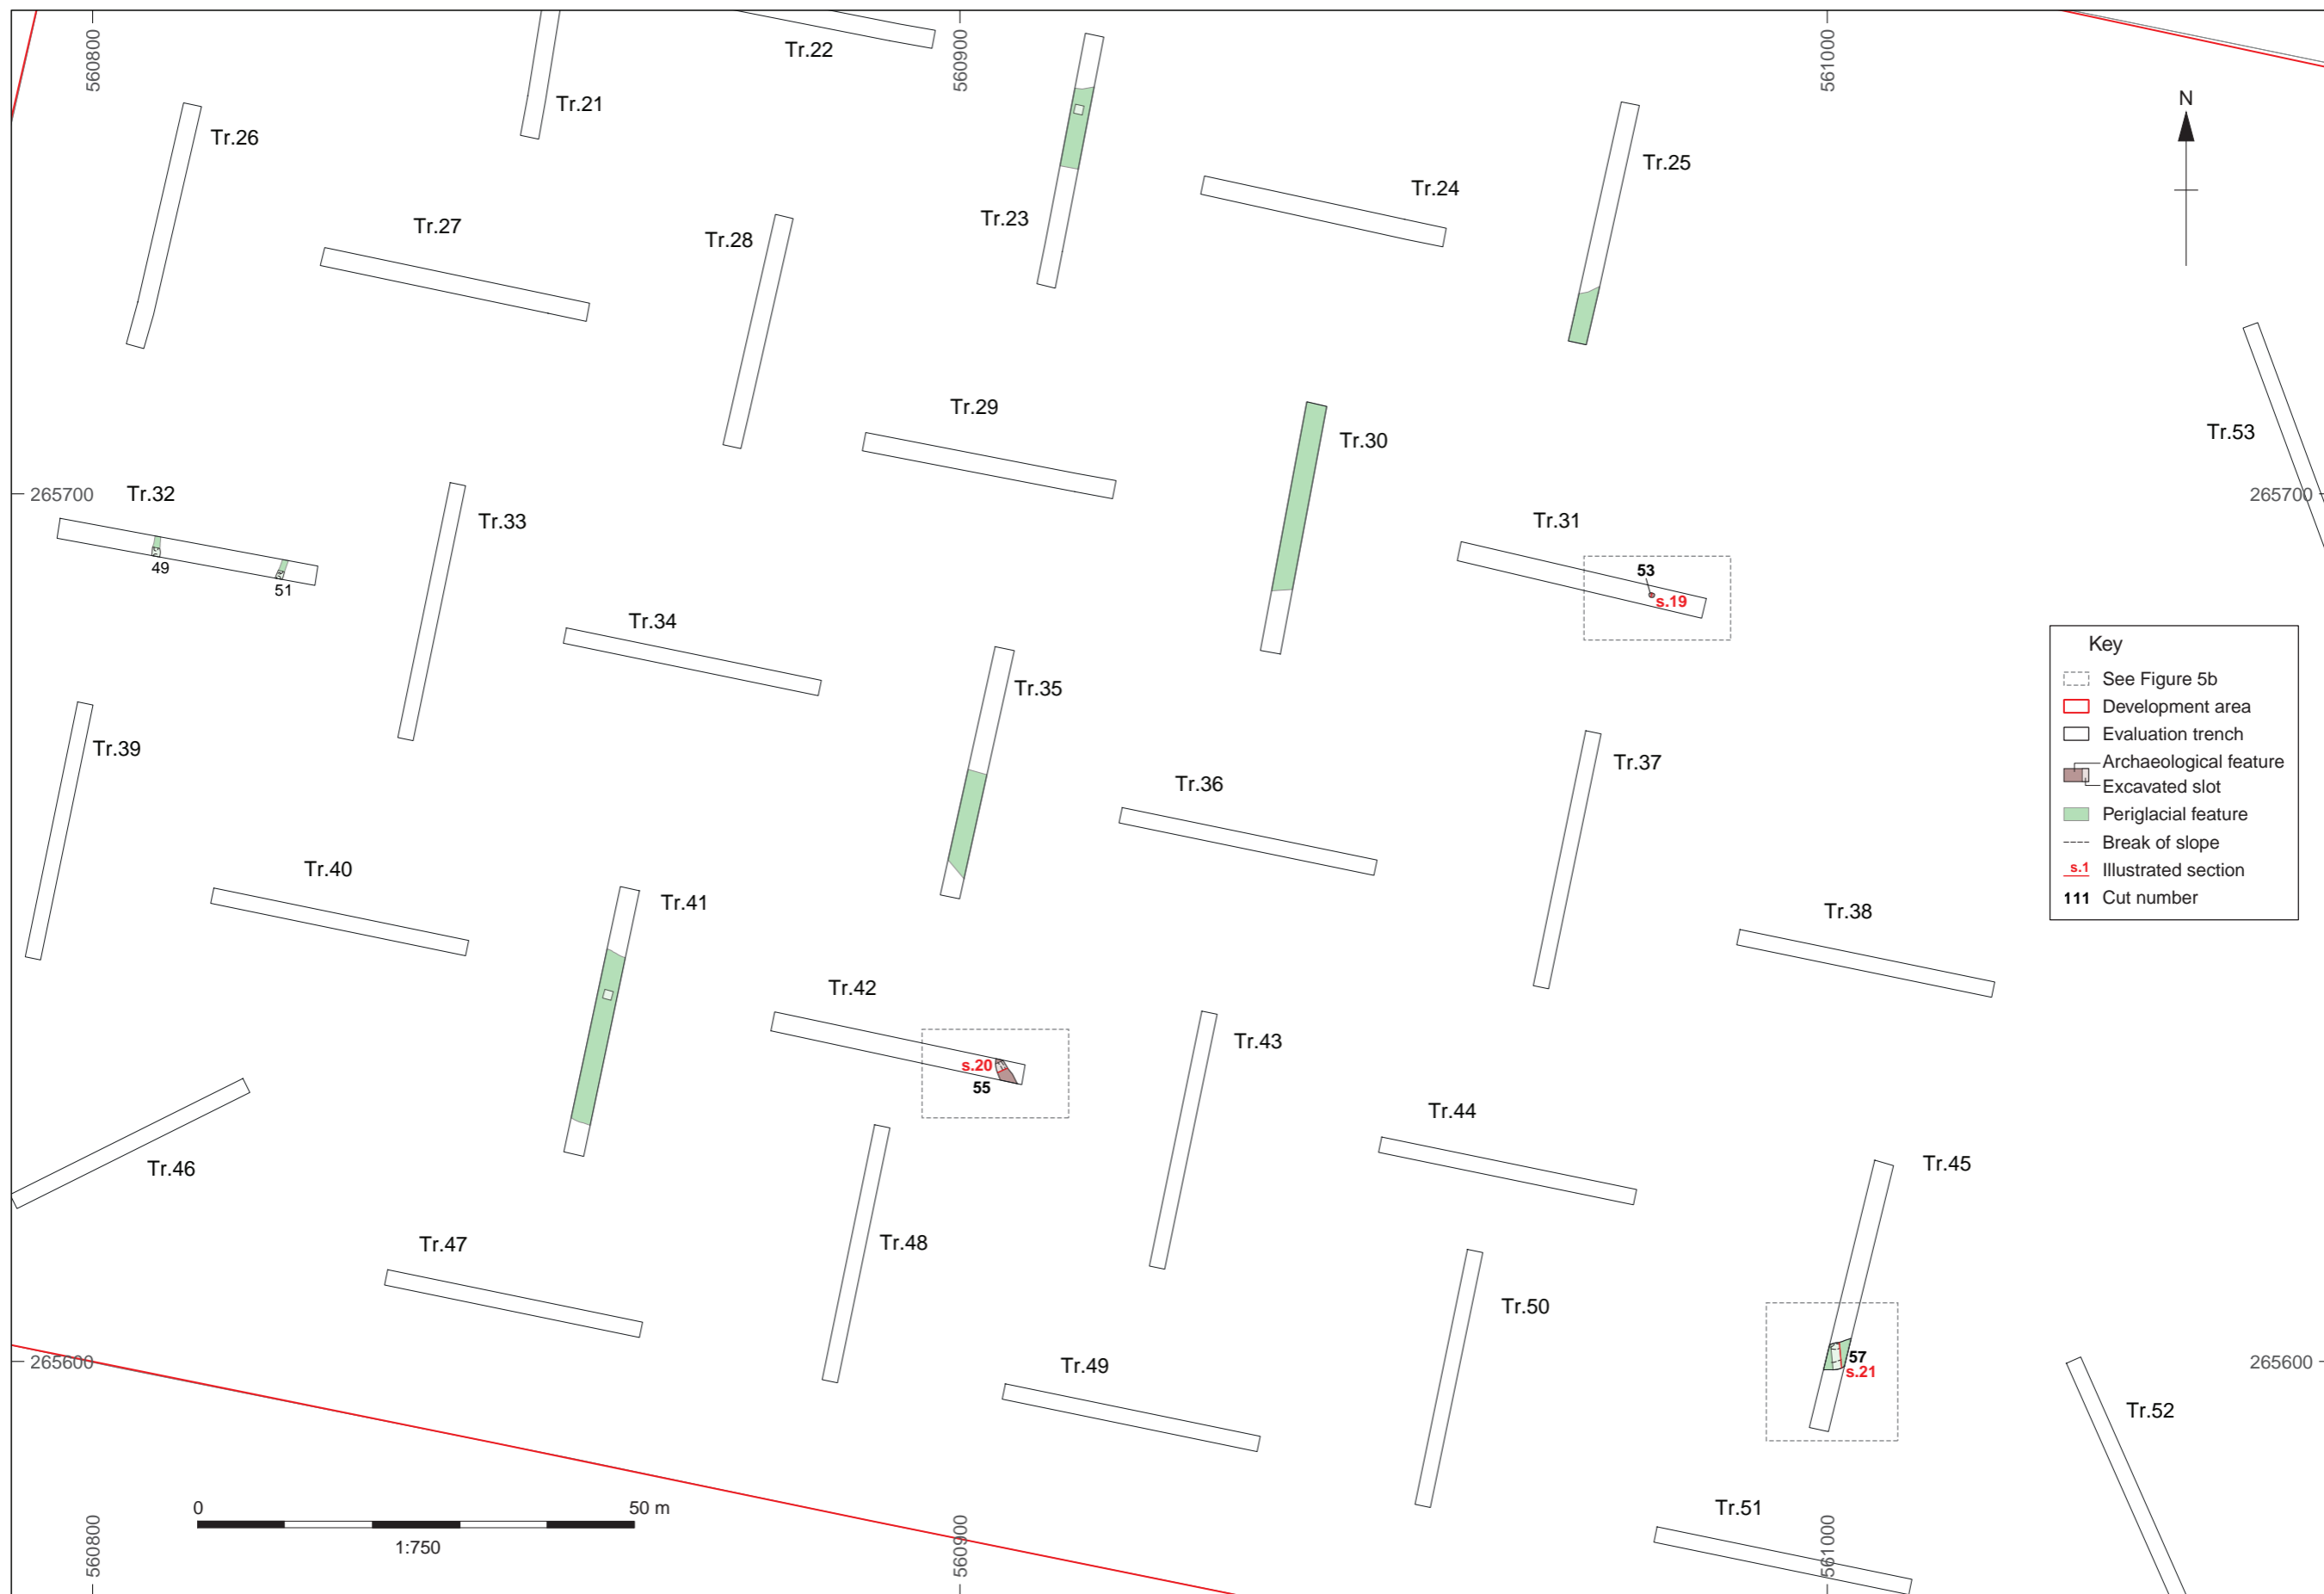 560800
560900
561000
Tr.22
Tr.21
Tr.26
N
Tr.25
Tr.24
Tr.23
Tr.27
Tr.28
Tr.29
Tr.30
Tr.53
265700
Tr.32
265700
Tr.33
Tr.31
49
51
53
s.19
Tr.34
Tr.35
Key
See Figure 5b
Development area
Evaluation trench
Archaeological feature
Excavated slot
Periglacial feature
Break of slope
s.1 Illustrated section
111 Cut number
Tr.39
Tr.37
Tr.36
Tr.40
Tr.41
Tr.38
Tr.42
Tr.43
s.20
55
Tr.44
Tr.46
Tr.45
Tr.47
Tr.48
Tr.50
57
s.21
265600
265600
Tr.49
Tr.52
0 50 m
1:750
Tr.51
560800
560900
561000